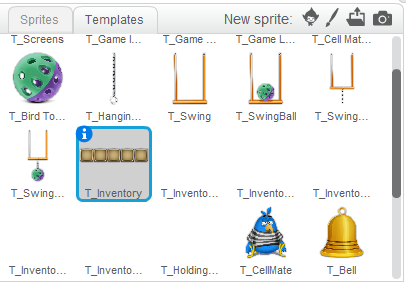 Sprites Templates New sprite:
T_Screens T_Game I... T_Game ... T_Game L... T_Cell Mat...
T_Bird To... T_Hangin... T_Swing T_SwingBall T_Swing...
T_Swing... T_Inventory T_Invento... T_Invento... T_Invento...
T_Invento... T_Invento... T_Holding... T_CellMate T_Bell